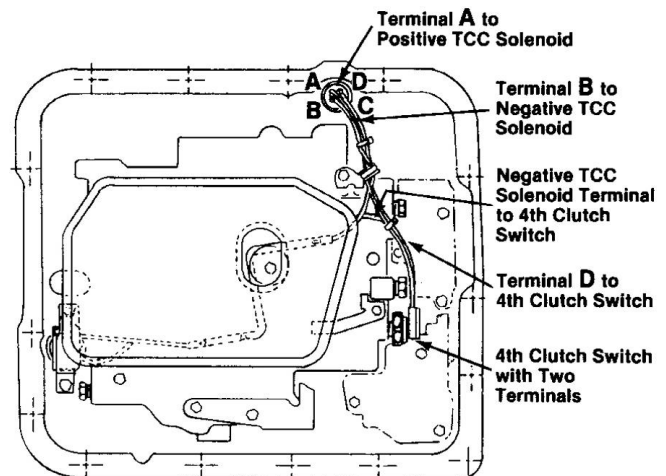 Terminal A to
Positive TCC Solenoid
A D
B C
Terminal B to
Negative TCC
Solenoid
Negative TCC
Solenoid Terminal
to 4th Clutch
Switch
Terminal D to
4th Clutch Switch
4th Clutch Switch
with Two
Terminals